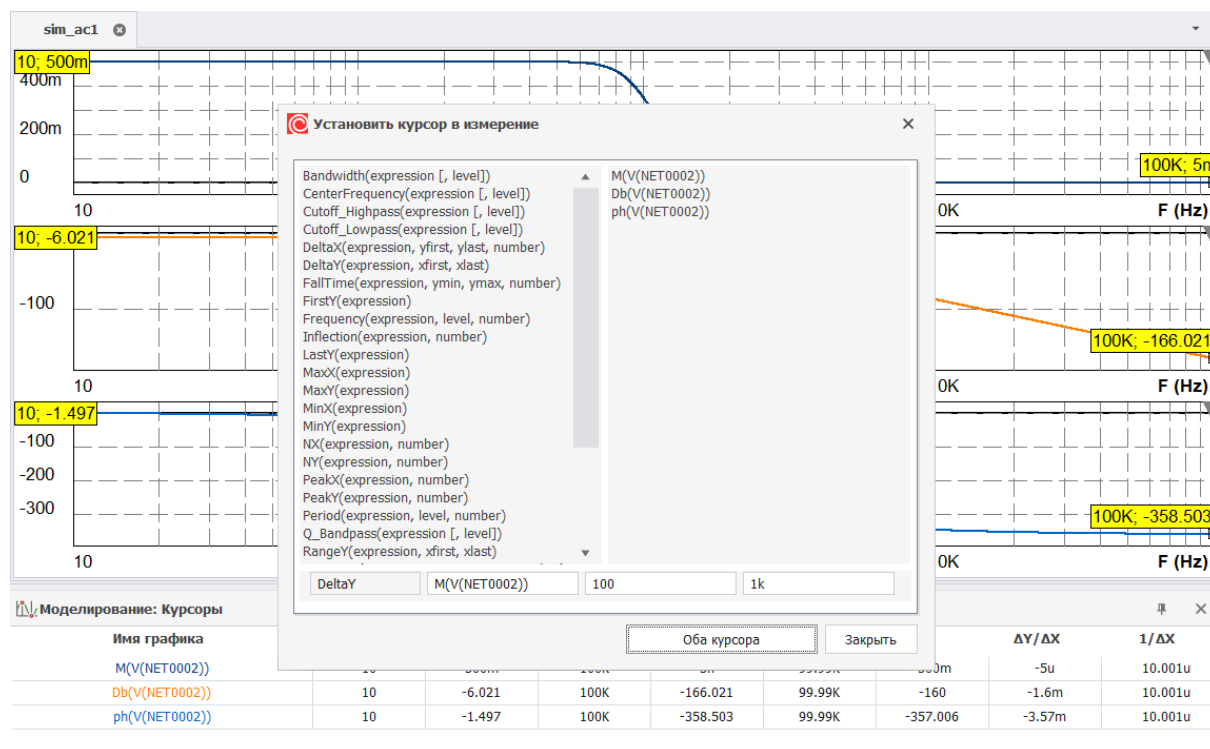 sim_ac1
10; 500m
400m
200m
0
100K; 5n
10
0K
F (Hz)
10; -6.021
-100
100K; -166.021
10
0K
F (Hz)
10; -1.497
-100
-200
-300
100K; -358.503
10
0K
F (Hz)
Установить курсор в измерение
Bandwidth(expression [, level])
CenterFrequency(expression [, level])
Cutoff_Highpass(expression [, level])
Cutoff_Lowpass(expression [, level])
DeltaX(expression, yfirst, ylast, number)
DeltaY(expression, xfirst, xlast)
FallTime(expression, ymin, ymax, number)
FirstY(expression)
Frequency(expression, level, number)
Inflection(expression, number)
LastY(expression)
MaxX(expression)
MaxY(expression)
MinX(expression)
MinY(expression)
NX(expression, number)
NY(expression, number)
PeakX(expression, number)
PeakY(expression, number)
Period(expression, level, number)
Q_Bandpass(expression [, level])
RangeY(expression, xfirst, xlast)
M(V(NET0002))
Db(V(NET0002))
ph(V(NET0002))
DeltaY M(V(NET0002)) 100 1k
Оба курсора Закрыть
Моделирование: Курсоры
Имя графика ΔY/ΔX 1/ΔX
M(V(NET0002)) -5u 10.001u
Db(V(NET0002)) 10 -6.021 100K -166.021 99.99K -160 -1.6m 10.001u
ph(V(NET0002)) 10 -1.497 100K -358.503 99.99K -357.006 -3.57m 10.001u